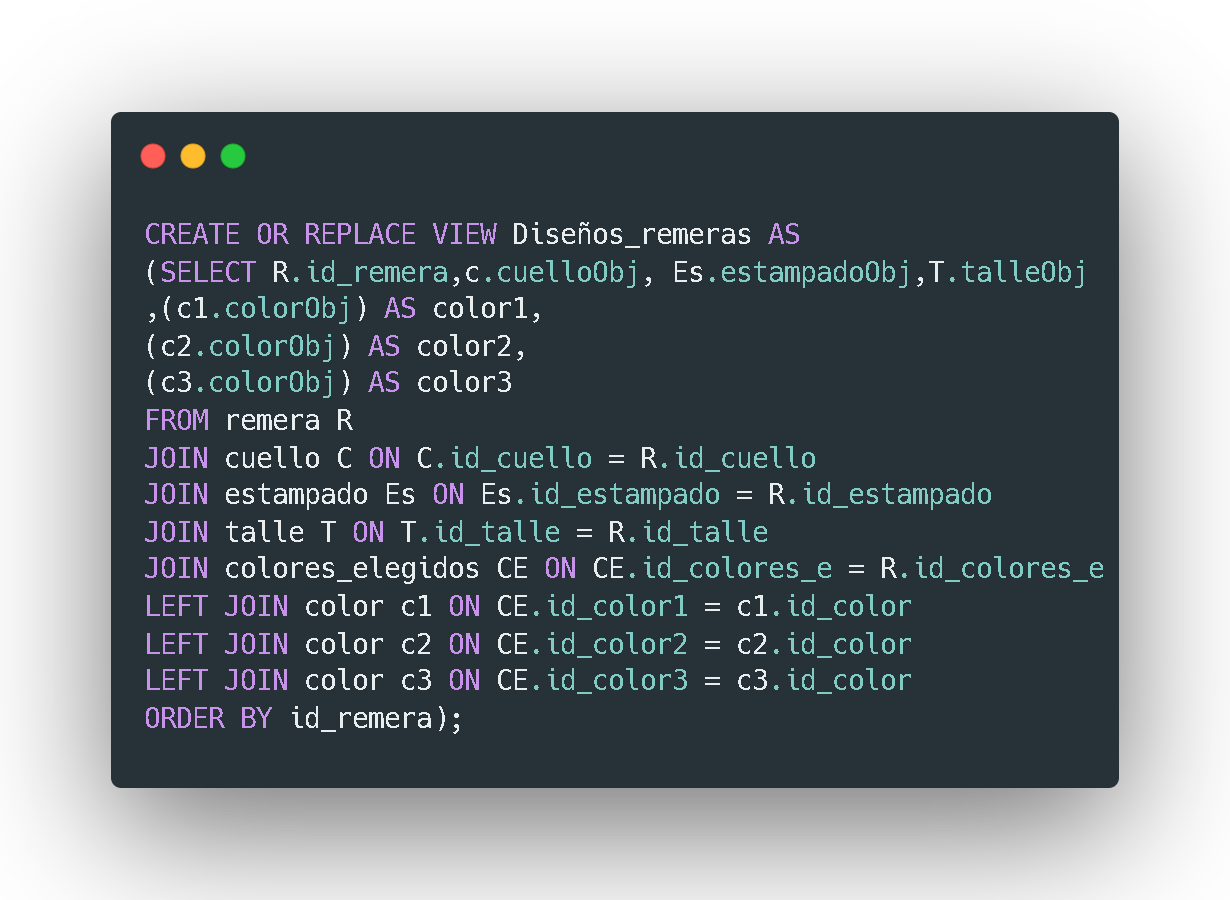 CREATE OR REPLACE VIEW Diseños_remeras AS
(SELECT R.id_remera,c.cuelloObj, Es.estampadoObj,T.talleObj
,(c1.colorObj) AS color1,
(c2.colorObj) AS color2,
(c3.colorObj) AS color3
FROM remera R
JOIN cuello C ON C.id_cuello = R.id_cuello
JOIN estampado Es ON Es.id_estampado = R.id_estampado
JOIN talle T ON T.id_talle = R.id_talle
JOIN colores_elegidos CE ON CE.id_colores_e = R.id_colores_e
LEFT JOIN color c1 ON CE.id_color1 = c1.id_color
LEFT JOIN color c2 ON CE.id_color2 = c2.id_color
LEFT JOIN color c3 ON CE.id_color3 = c3.id_color
ORDER BY id_remera);